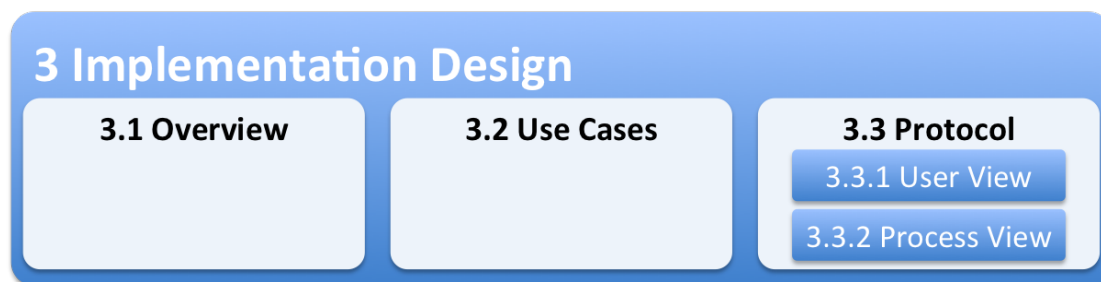 3 Implementation Design
3.1 Overview
3.2 Use Cases
3.3 Protocol
3.3.1 User View
3.3.2 Process View